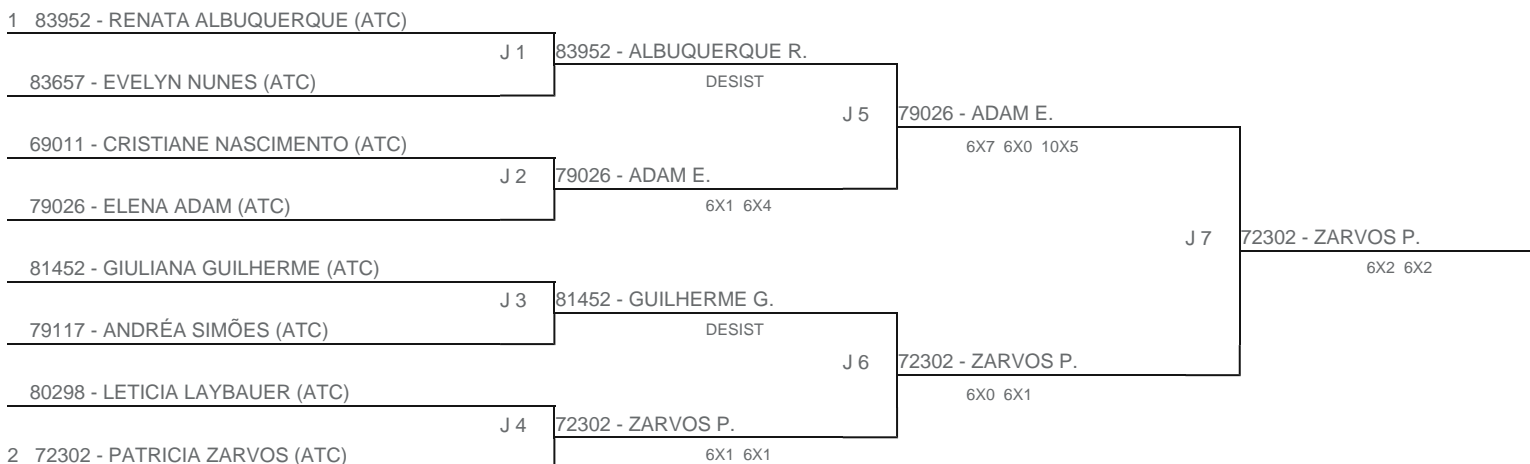 1 83952 - RENATA ALBUQUERQUE (ATC)
J 1
83952 - ALBUQUERQUE R.
83657 - EVELYN NUNES (ATC)
DESIST
J 5
79026 - ADAM E.
69011 - CRISTIANE NASCIMENTO (ATC)
6X7 6X0 10X5
J 2
79026 - ADAM E.
79026 - ELENA ADAM (ATC)
6X1 6X4
J 7
72302 - ZARVOS P.
81452 - GIULIANA GUILHERME (ATC)
6X2 6X2
J 3
81452 - GUILHERME G.
79117 - ANDRÉA SIMÕES (ATC)
DESIST
J 6
72302 - ZARVOS P.
80298 - LETICIA LAYBAUER (ATC)
6X0 6X1
J 4
72302 - ZARVOS P.
2 72302 - PATRICIA ZARVOS (ATC)
6X1 6X1